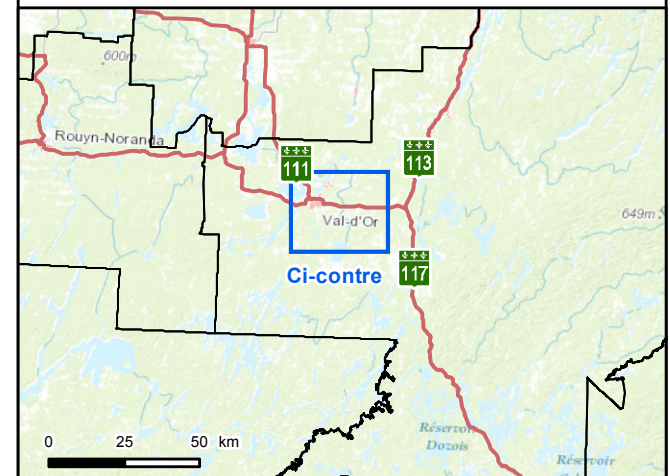 600m
Rouyn-Noranda
111
113
649m
Val-d'Or
Ci-contre
117
Réservoir
Dozois
0 25 50 km
Réservoir